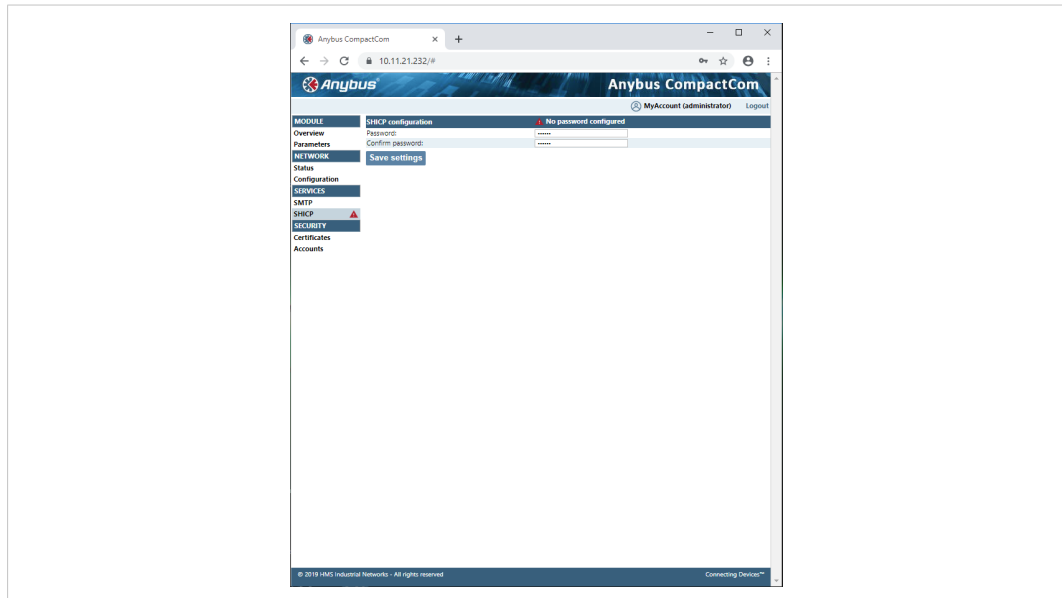 Anybus CompactCom
10.11.21.232/#
Anybus®
Anybus CompactCom
MyAccount (administrator) Logout
MODULE
Overview
Parameters
NETWORK
Status
Configuration
SERVICES
SMTP
SHICP
SECURITY
Certificates
Accounts
SHICP configuration No password configured
Password: ••••••
Confirm password: ••••••
Save settings
© 2019 HMS Industrial Networks - All rights reserved Connecting Devices™